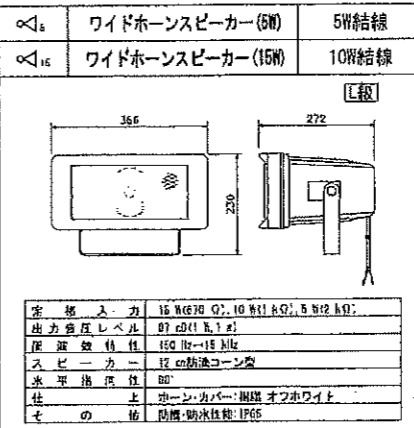 5 ワイドホーンスピーカー(5W) 5W結線
15 ワイドホーンスピーカー(15W) 10W結線
L級
366
272
230
定格入力 15 W(670 Ω), 10 W(1 kΩ), 5 W(2 kΩ)
出力音圧レベル 97 dB(1 W, 1 m)
周波数特性 150 Hz~15 kHz
スピーカー 12 cm防滴コーン型
水平指向性
仕上 ホーン・カバー:樹脂 オフホワイト
その他 防塵・防水性能:IP65